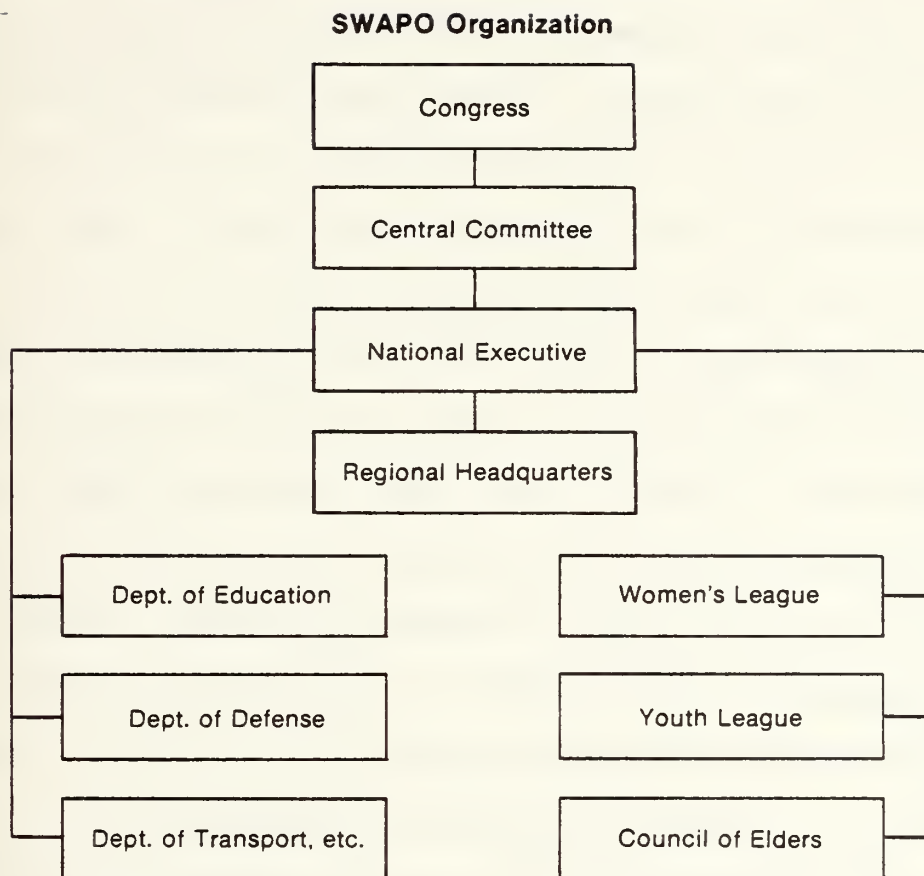 SWAPO Organization
Congress
Central Committee
National Executive
Regional Headquarters
Dept. of Education
Women's League
Dept. of Defense
Youth League
Dept. of Transport, etc.
Council of Elders